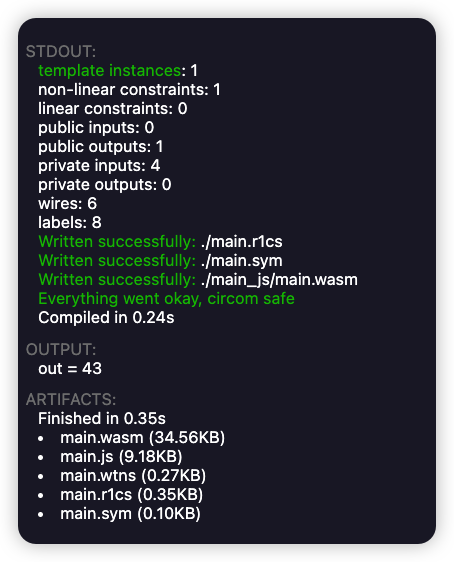 STDOUT:
template instances: 1
non-linear constraints: 1
linear constraints: 0
public inputs: 0
public outputs: 1
private inputs: 4
private outputs: 0
wires: 6
labels: 8
Written successfully: ./main.r1cs
Written successfully: ./main.sym
Written successfully: ./main_js/main.wasm
Everything went okay, circom safe
Compiled in 0.24s
OUTPUT:
out = 43
ARTIFACTS:
Finished in 0.35s
• main.wasm (34.56KB)
• main.js (9.18KB)
• main.wtns (0.27KB)
• main.r1cs (0.35KB)
• main.sym (0.10KB)